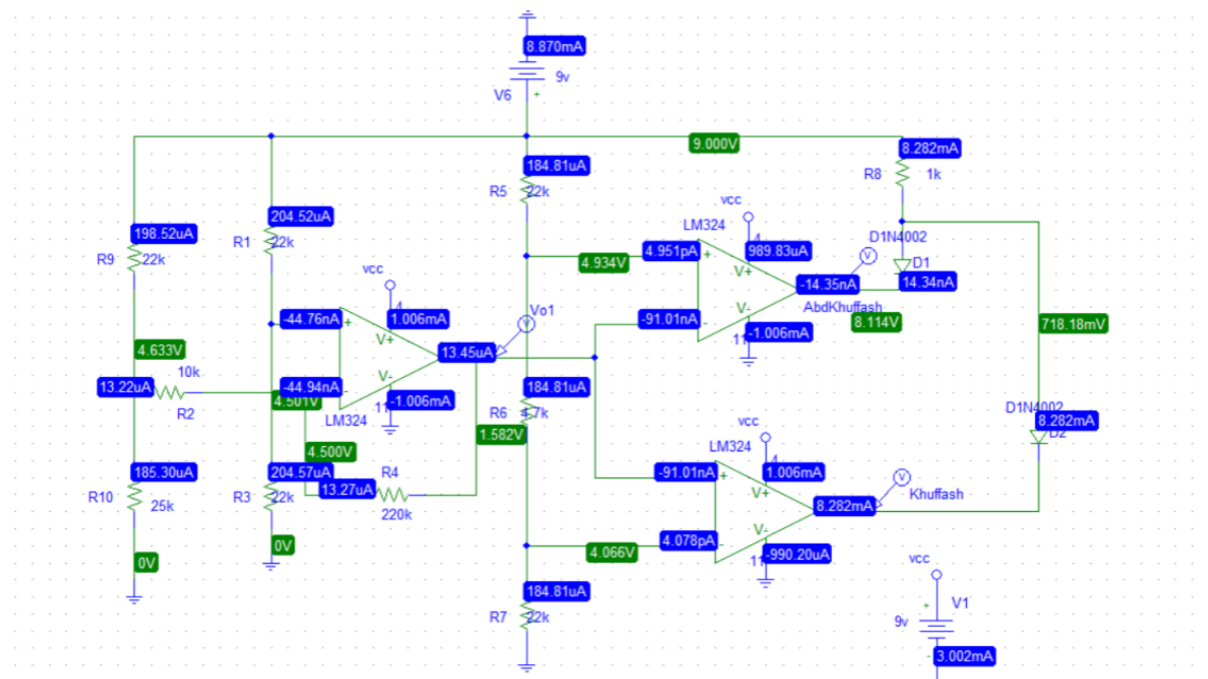 8.870mA
9v
V6
+
9.000V
184.81uA
8.282mA
R5
22k
R8
1k
204.52uA
vcc
198.52uA
R1
22k
LM324
4
D1N4002
R9
22k
4.934V
4.951pA
+
989.83uA
V
D1
vcc
V+
-14.35nA
14.34nA
4
Vo1
V-
AbdKhuffash
-44.76nA
+
1.006mA
V
-91.01nA
-
8.114V
718.18mV
V+
11
-1.006mA
4.633V
13.45uA
10k
V-
13.22uA
-44.94nA
-
184.81uA
R2
4.501V
11
-1.006mA
R6
4.7k
vcc
D1N4002
LM324
8.282mA
1.582V
D2
4.500V
LM324
4
185.30uA
204.57uA
R4
-91.01nA
+
1.006mA
V
R10
25k
R3
22k
13.27uA
V+
Khuffash
220k
8.282mA
V-
0V
4.066V
4.078pA
-
0V
11
-990.20uA
vcc
184.81uA
+
V1
R7
22k
9v
-
3.002mA